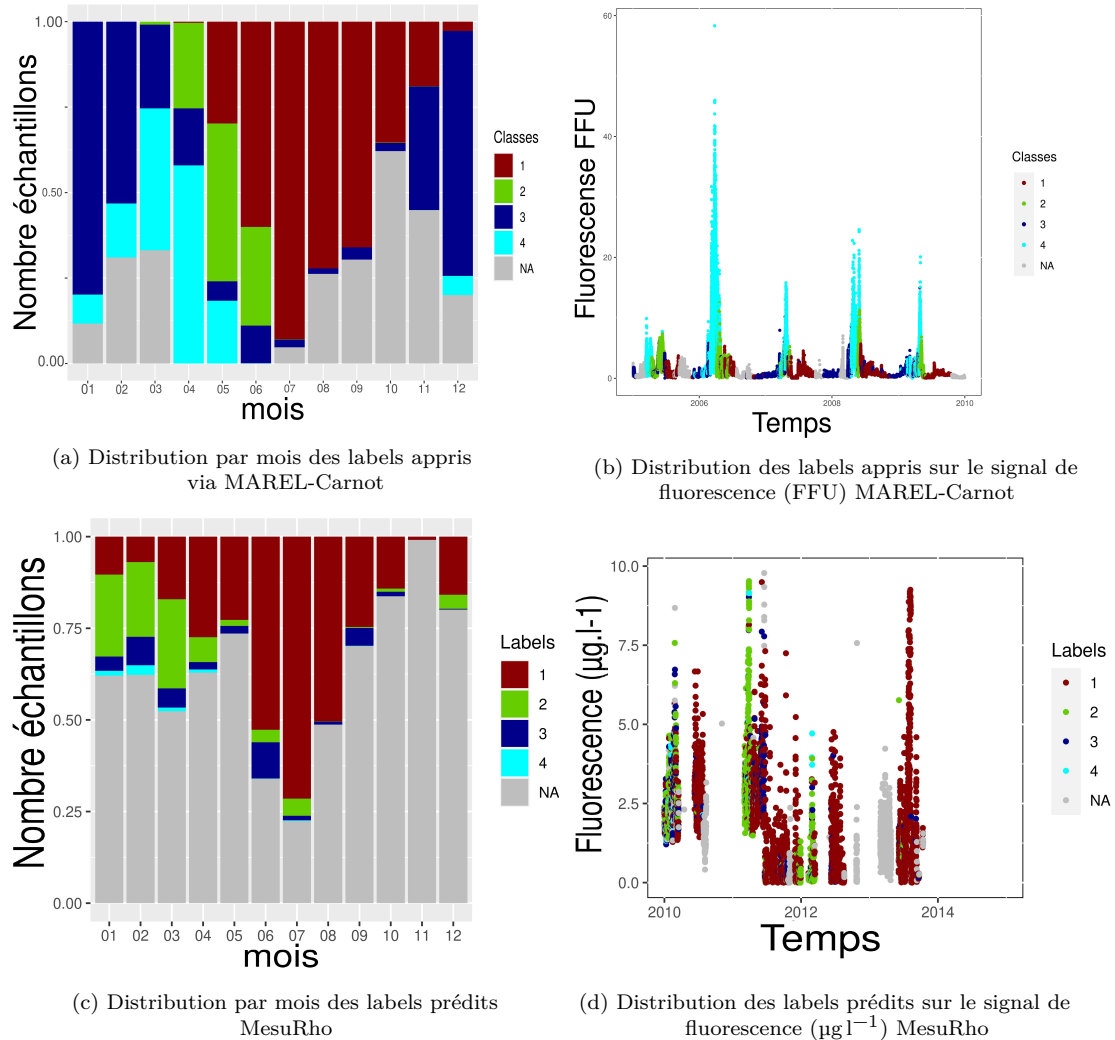 Nombre échantillons
1.00
0.50
0.00
01 02 03 04 05 06 07 08 09 10 11 12
mois
Classes
1
2
3
4
NA
(a) Distribution par mois des labels appris
via MAREL-Carnot
Fluorescense FFU
60
40
20
0
2006 2008 2010
Temps
Classes
1
2
3
4
NA
(b) Distribution des labels appris sur le signal de
fluorescence (FFU) MAREL-Carnot
Nombre échantillons
1.00
0.75
0.50
0.25
0.00
01 02 03 04 05 06 07 08 09 10 11 12
mois
Labels
1
2
3
4
NA
(c) Distribution par mois des labels prédits
MesuRho
Fluorescense (µg.l-1)
10.0
7.5
5.0
2.5
0.0
2010 2012 2014
Temps
Labels
1
2
3
4
NA
(d) Distribution des labels prédits sur le signal de
fluorescence (µg l−1) MesuRho